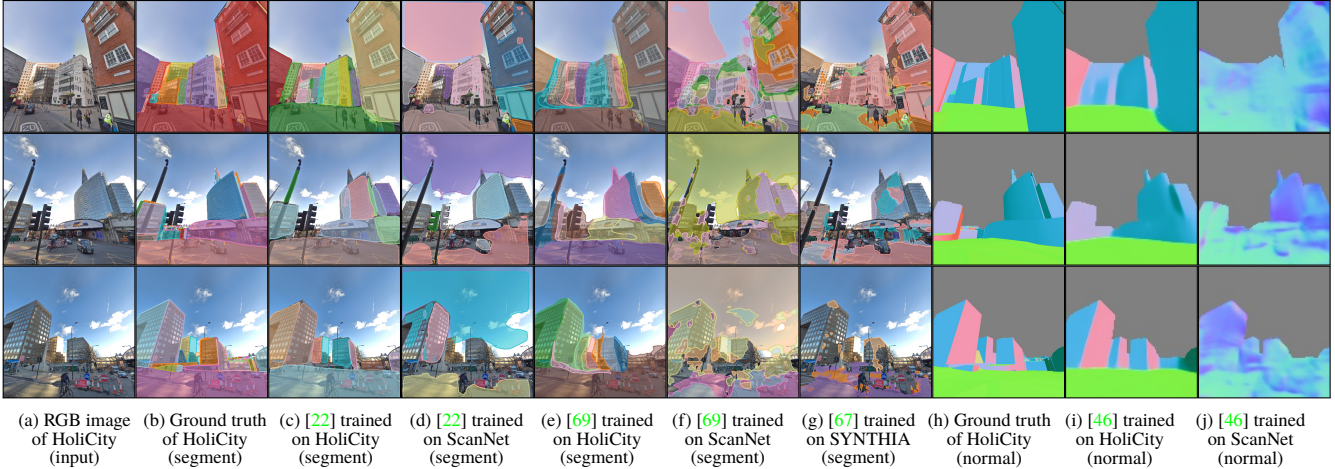 (a) RGB image
of HoliCity
(input)
(b) Ground truth
of HoliCity
(segment)
(c) [22] trained
on HoliCity
(segment)
(d) [22] trained
on ScanNet
(segment)
(e) [69] trained
on HoliCity
(segment)
(f) [69] trained
on ScanNet
(segment)
(g) [67] trained
on SYNTHIA
(segment)
(h) Ground truth
of HoliCity
(normal)
(i) [46] trained
on HoliCity
(normal)
(j) [46] trained
on ScanNet
(normal)